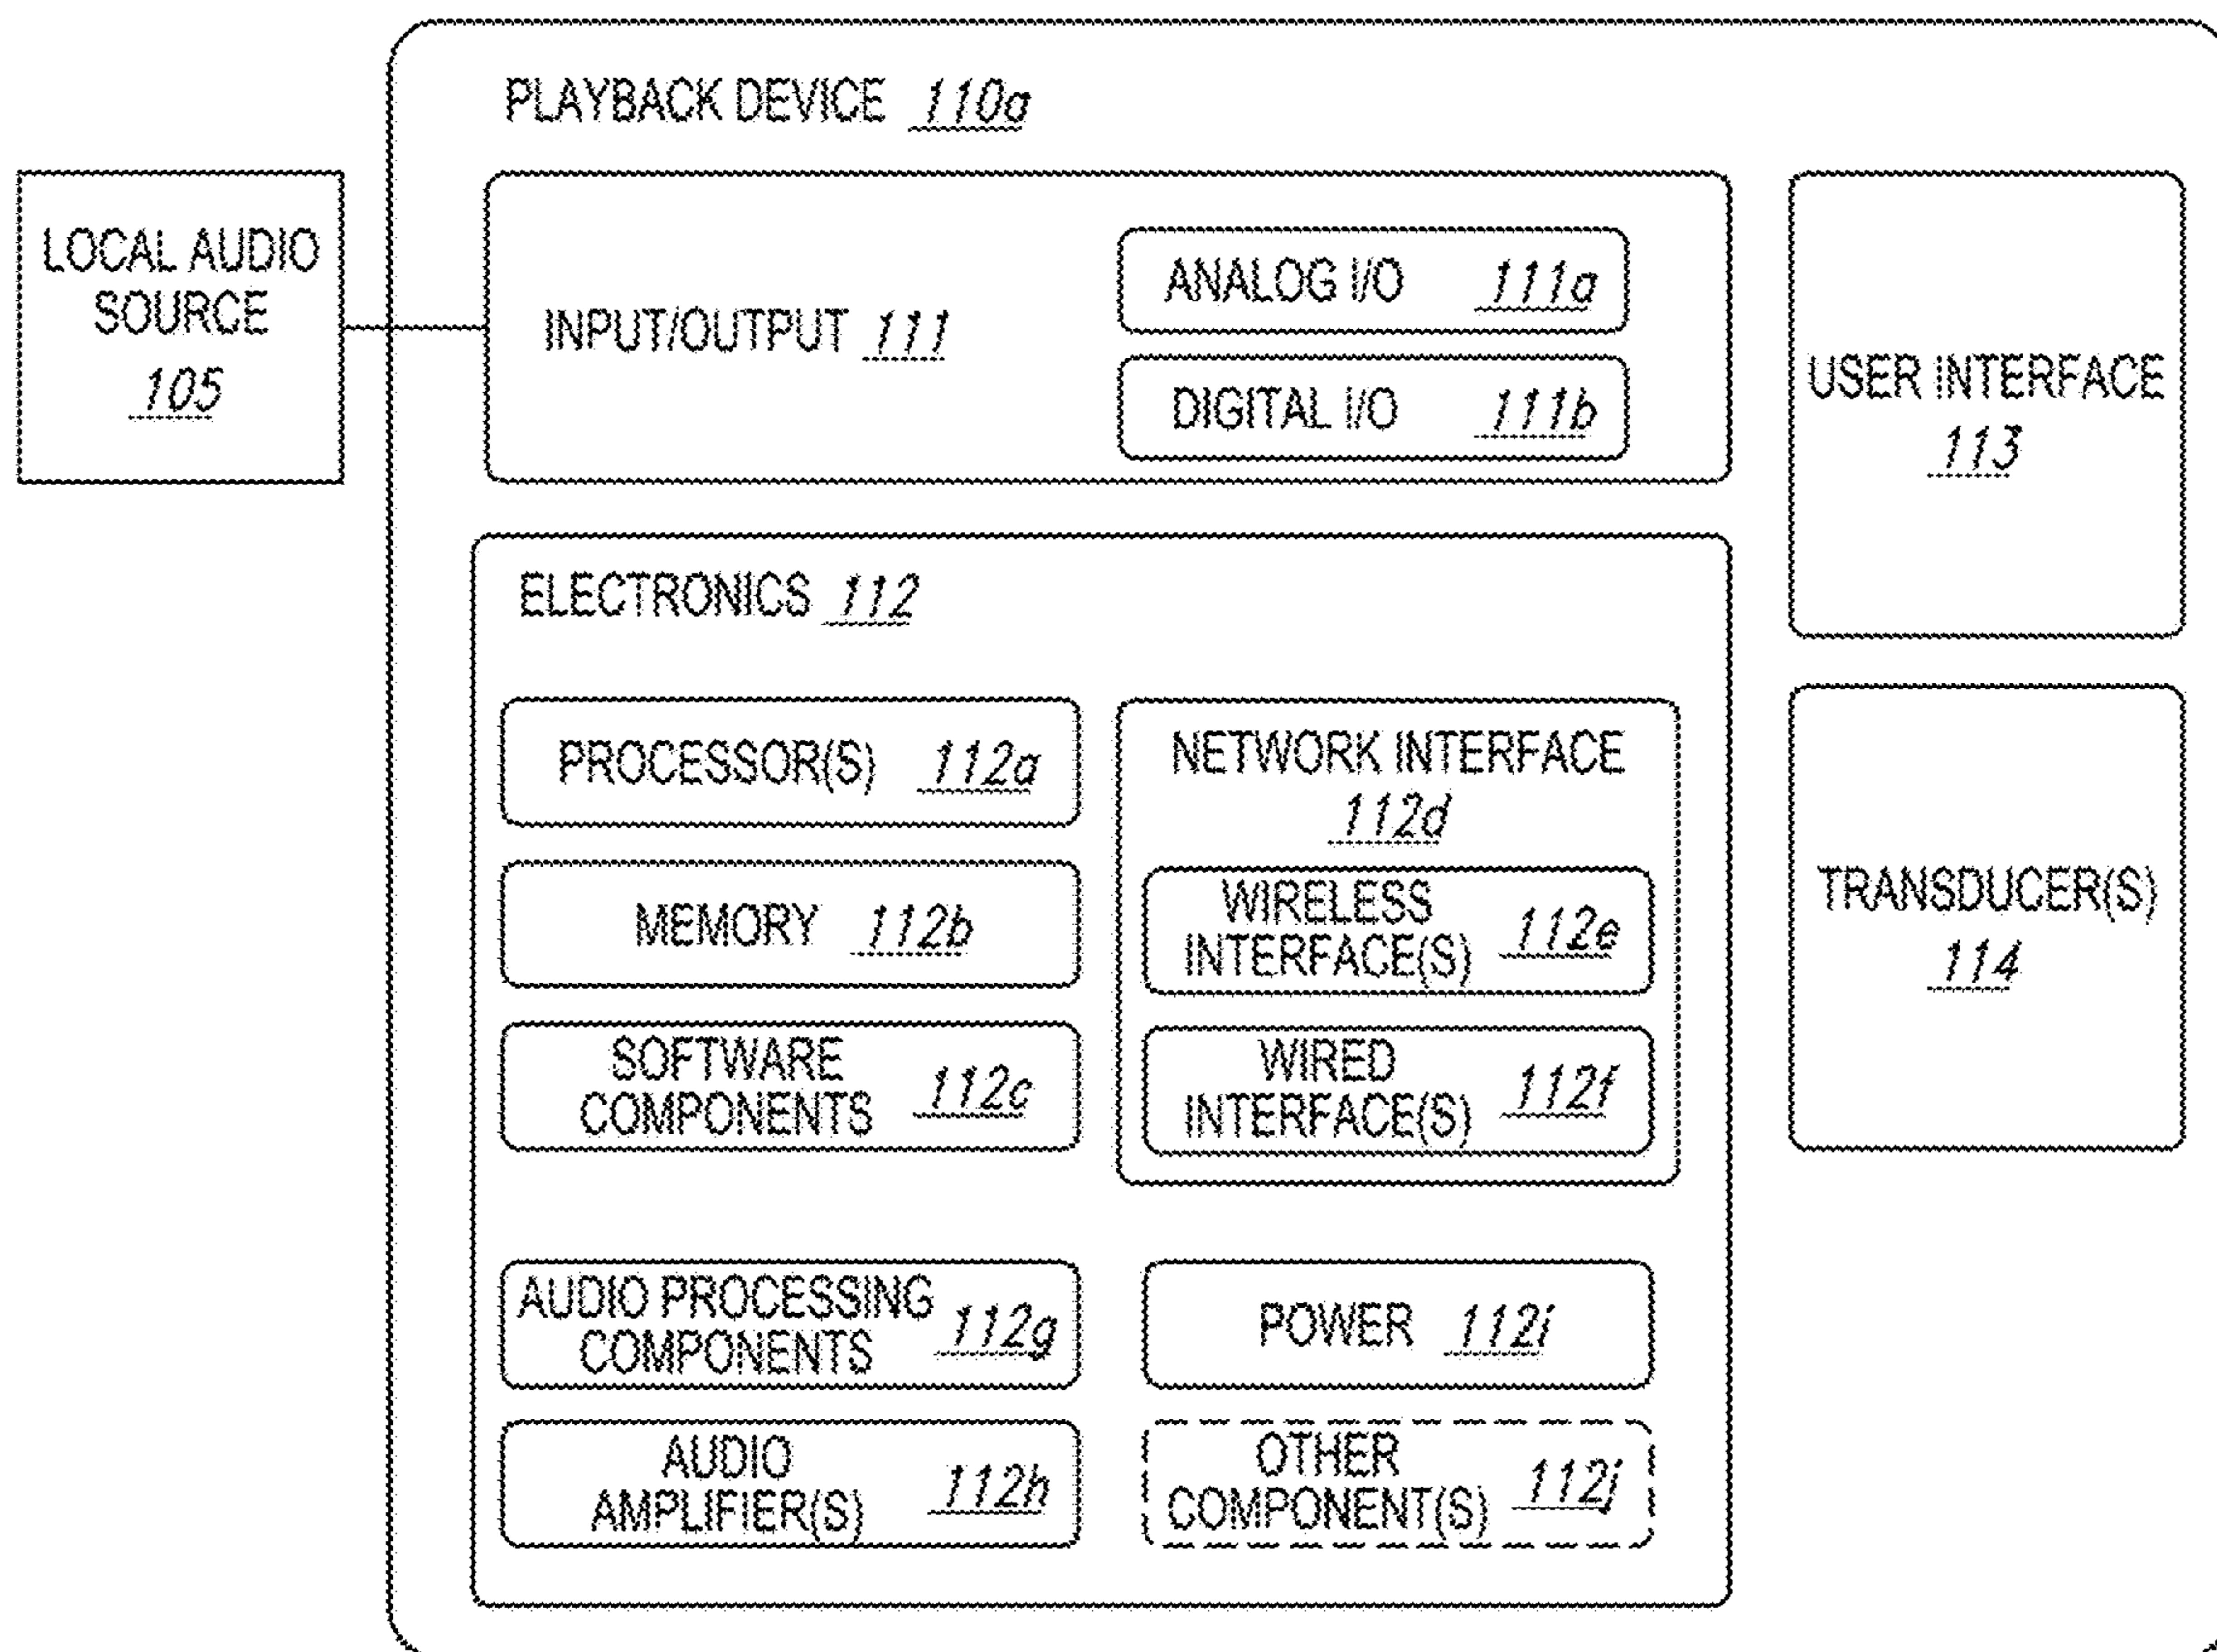 PLAYBACK DEVICE 110a
LOCAL AUDIO
SOURCE
105
INPUT/OUTPUT 111
ANALOG I/O 111a
DIGITAL I/O 111b
USER INTERFACE
113
ELECTRONICS 112
PROCESSOR(S) 112a
MEMORY 112b
SOFTWARE
COMPONENTS 112c
NETWORK INTERFACE
112d
WIRELESS
INTERFACE(S) 112e
WIRED
INTERFACE(S) 112f
TRANSDUCER(S)
114
AUDIO PROCESSING
COMPONENTS 112g
POWER 112i
AUDIO
AMPLIFIER(S) 112h
OTHER
COMPONENT(S) 112j